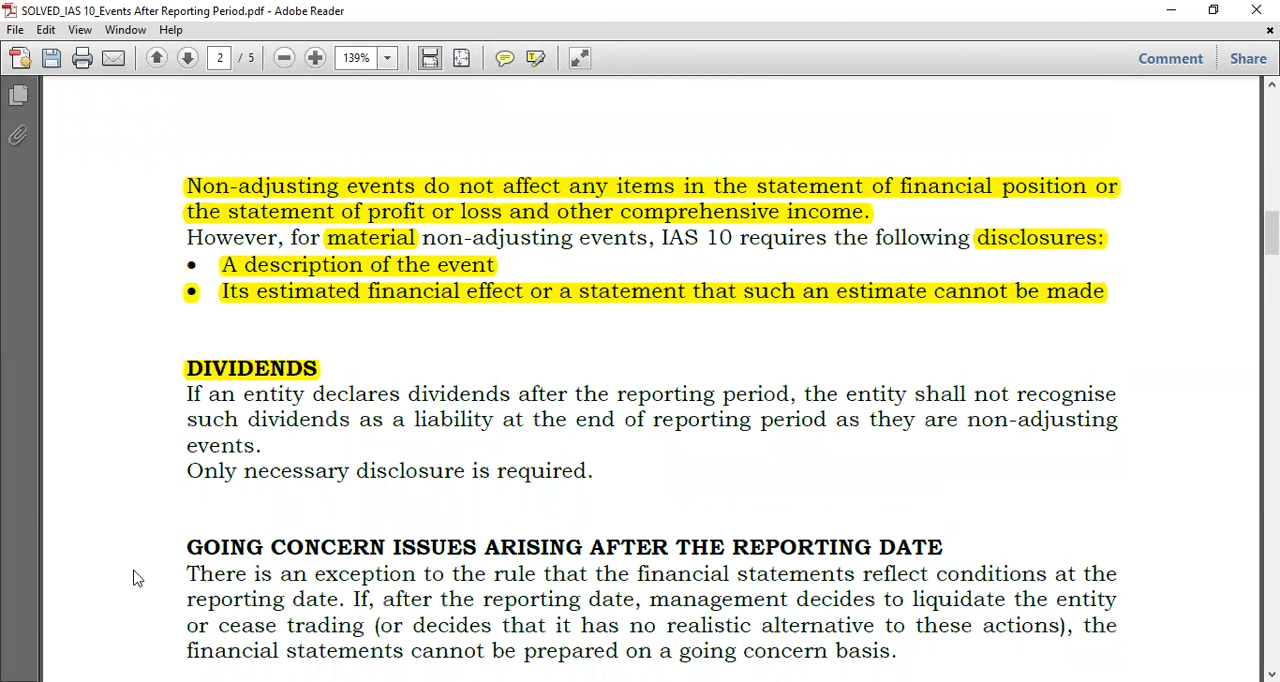 SOLVED_IAS 10_Events After Reporting Period.pdf - Adobe Reader
File Edit View Window Help
2 / 5 139% Comment Share
Non-adjusting events do not affect any items in the statement of financial position or
the statement of profit or loss and other comprehensive income.
However, for material non-adjusting events, IAS 10 requires the following disclosures:
• A description of the event
• Its estimated financial effect or a statement that such an estimate cannot be made
DIVIDENDS
If an entity declares dividends after the reporting period, the entity shall not recognise
such dividends as a liability at the end of reporting period as they are non-adjusting
events.
Only necessary disclosure is required.
GOING CONCERN ISSUES ARISING AFTER THE REPORTING DATE
There is an exception to the rule that the financial statements reflect conditions at the
reporting date. If, after the reporting date, management decides to liquidate the entity
or cease trading (or decides that it has no realistic alternative to these actions), the
financial statements cannot be prepared on a going concern basis.